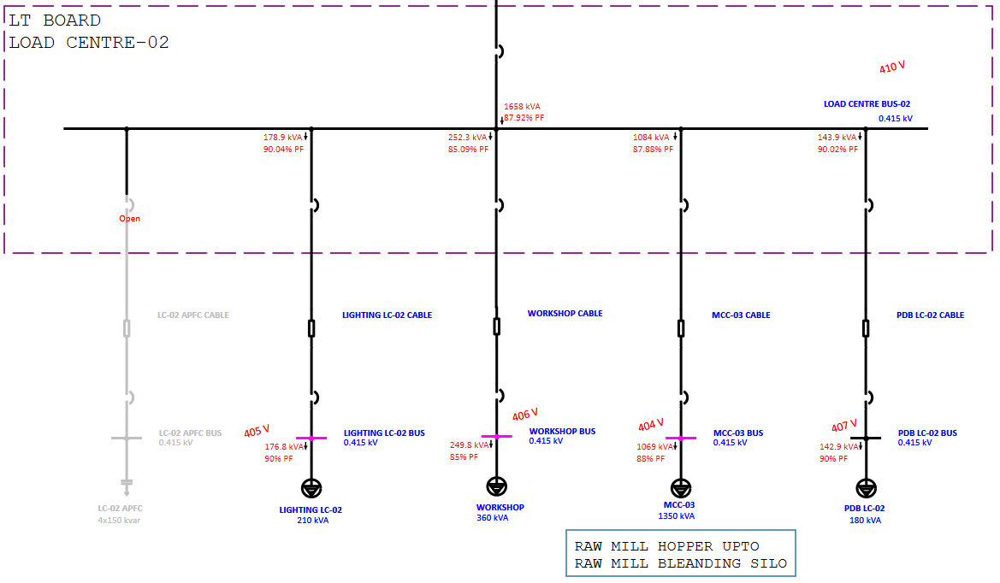 LT BOARD
LOAD CENTRE-02
410 V
LOAD CENTRE BUS-02
0.415 kV
1658 kVA
87.92% PF
178.9 kVA
90.04% PF
252.3 kVA
85.09% PF
1084 kVA
87.88% PF
143.9 kVA
90.02% PF
Open
LC-02 APFC CABLE
LIGHTING LC-02 CABLE
WORKSHOP CABLE
MCC-03 CABLE
PDB LC-02 CABLE
LC-02 APFC BUS
0.415 kV
405 V
LIGHTING LC-02 BUS
0.415 kV
176.8 kVA
90% PF
406 V
WORKSHOP BUS
0.415 kV
249.8 kVA
85% PF
404 V
MCC-03 BUS
0.415 kV
1069 kVA
88% PF
407 V
PDB LC-02 BUS
0.415 kV
142.9 kVA
90% PF
LC-02 APFC
4x150 kvar
LIGHTING LC-02
210 kVA
WORKSHOP
360 kVA
MCC-03
1350 kVA
PDB LC-02
180 kVA
RAW MILL HOPPER UPTO
RAW MILL BLEANDING SILO